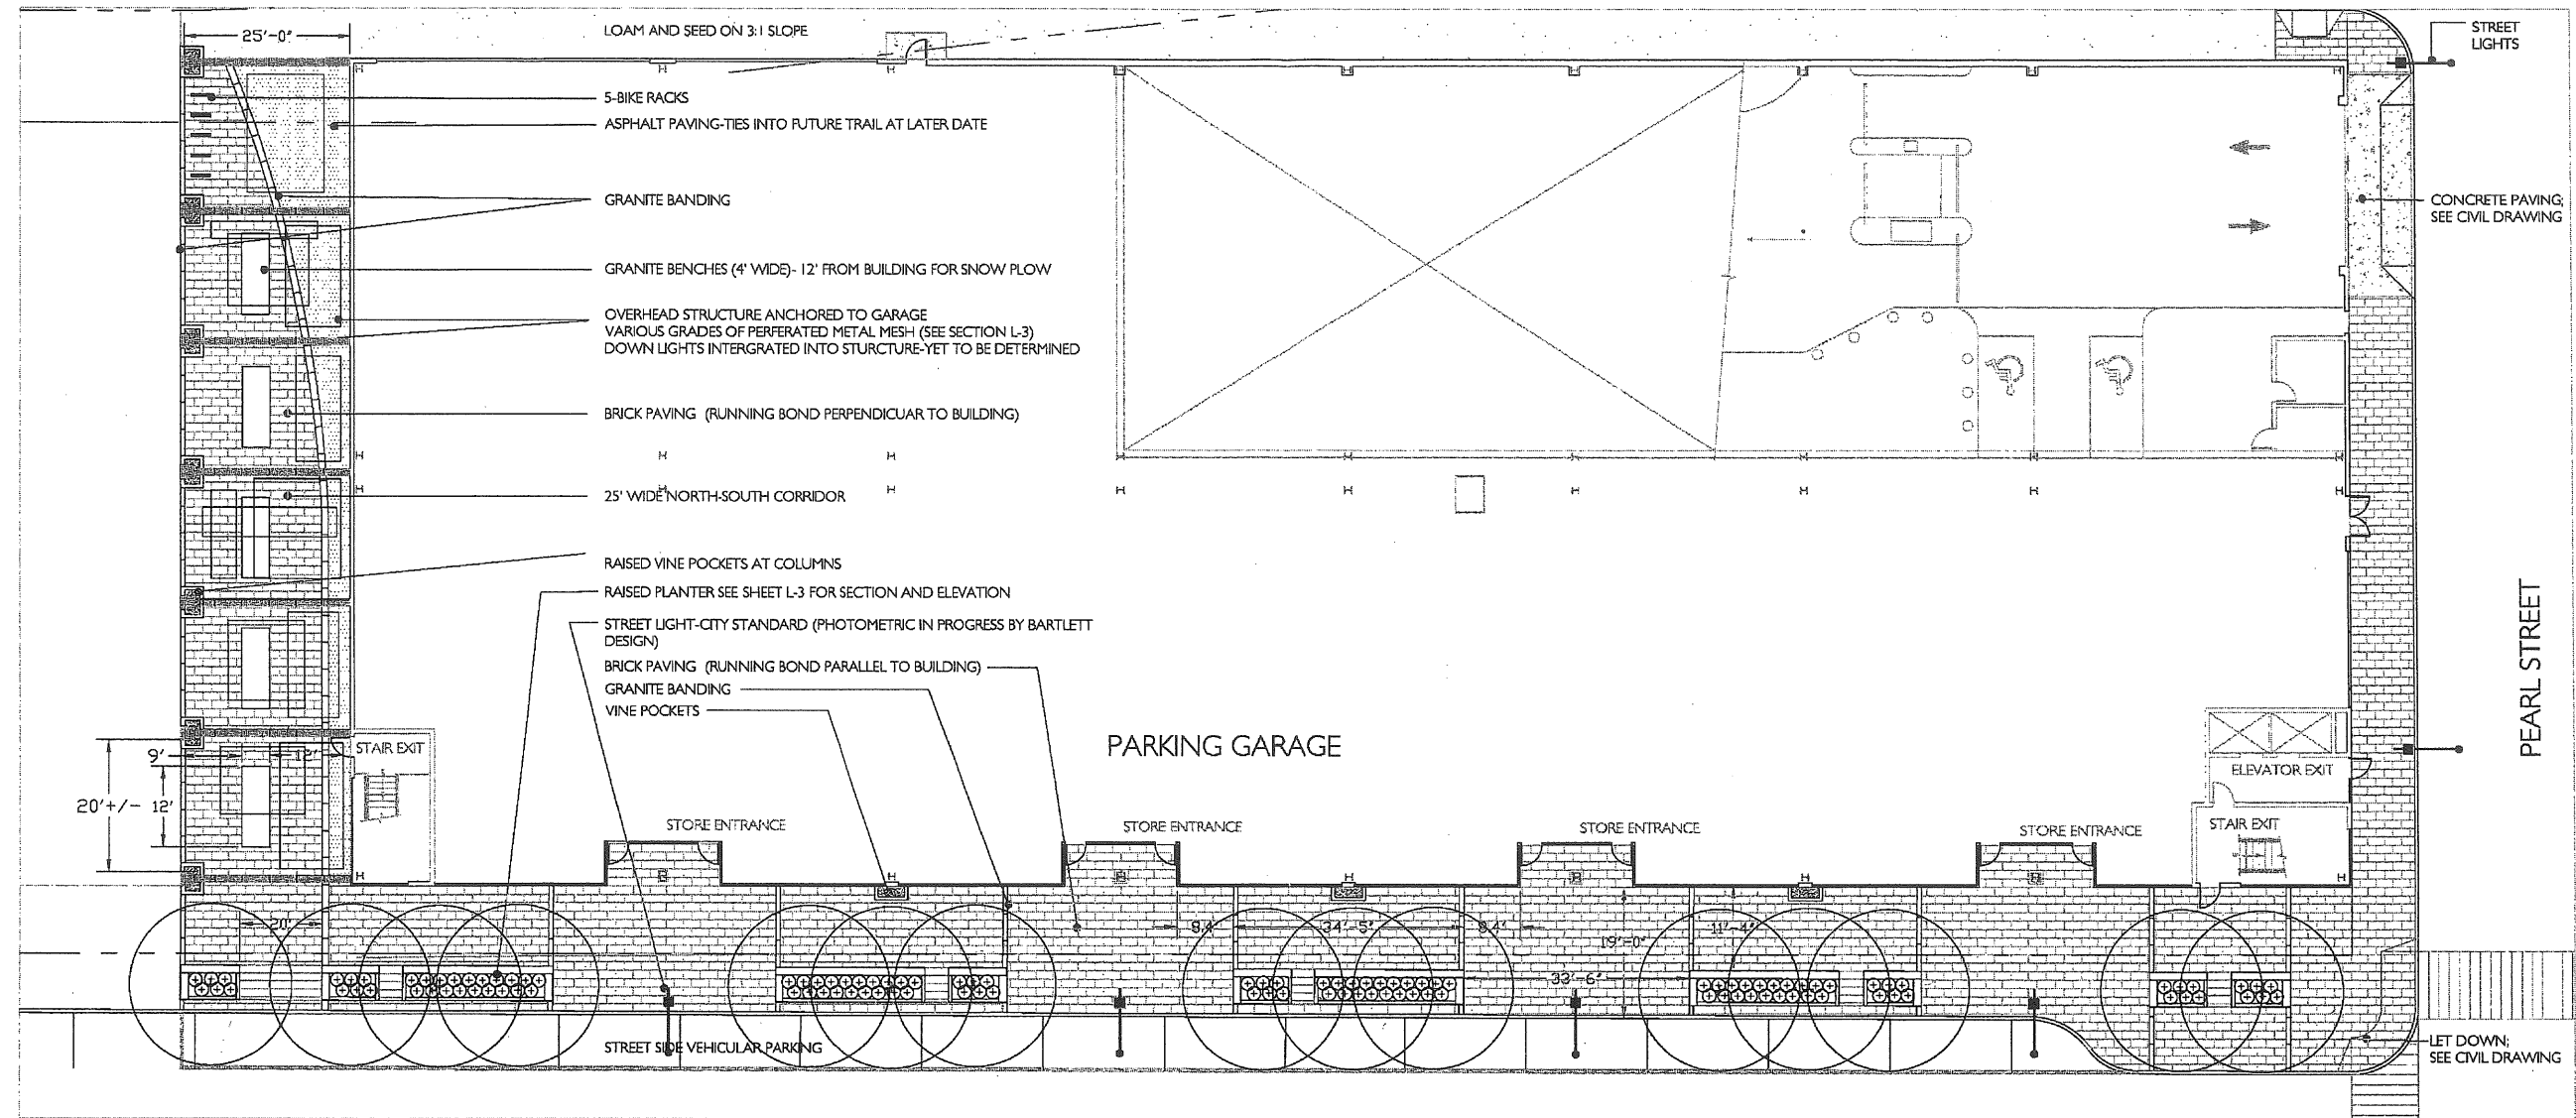 25'-0"
LOAM AND SEED ON 3:1 SLOPE
STREET
LIGHTS
5-BIKE RACKS
ASPHALT PAVING-TIES INTO FUTURE TRAIL AT LATER DATE
GRANITE BANDING
CONCRETE PAVING;
SEE CIVIL DRAWING
GRANITE BENCHES (4' WIDE)- 12' FROM BUILDING FOR SNOW PLOW
OVERHEAD STRUCTURE ANCHORED TO GARAGE
VARIOUS GRADES OF PERFERATED METAL MESH (SEE SECTION L-3)
DOWN LIGHTS INTERGRATED INTO STURCTURE-YET TO BE DETERMINED
BRICK PAVING (RUNNING BOND PERPENDICUAR TO BUILDING)
25' WIDE NORTH-SOUTH CORRIDOR
RAISED VINE POCKETS AT COLUMNS
RAISED PLANTER SEE SHEET L-3 FOR SECTION AND ELEVATION
STREET LIGHT-CITY STANDARD (PHOTOMETRIC IN PROGRESS BY BARTLETT
DESIGN)
BRICK PAVING (RUNNING BOND PARALLEL TO BUILDING)
GRANITE BANDING
VINE POCKETS
PEARL STREET
PARKING GARAGE
STAIR EXIT
9'
12'
20'+/- 12'
ELEVATOR EXIT
STORE ENTRANCE
STORE ENTRANCE
STORE ENTRANCE
STORE ENTRANCE
STAIR EXIT
20'
8.4'
34'-5"
8.4'
19'-0"
11'-4"
33'-6"
STREET SIDE VEHICULAR PARKING
LET DOWN;
SEE CIVIL DRAWING